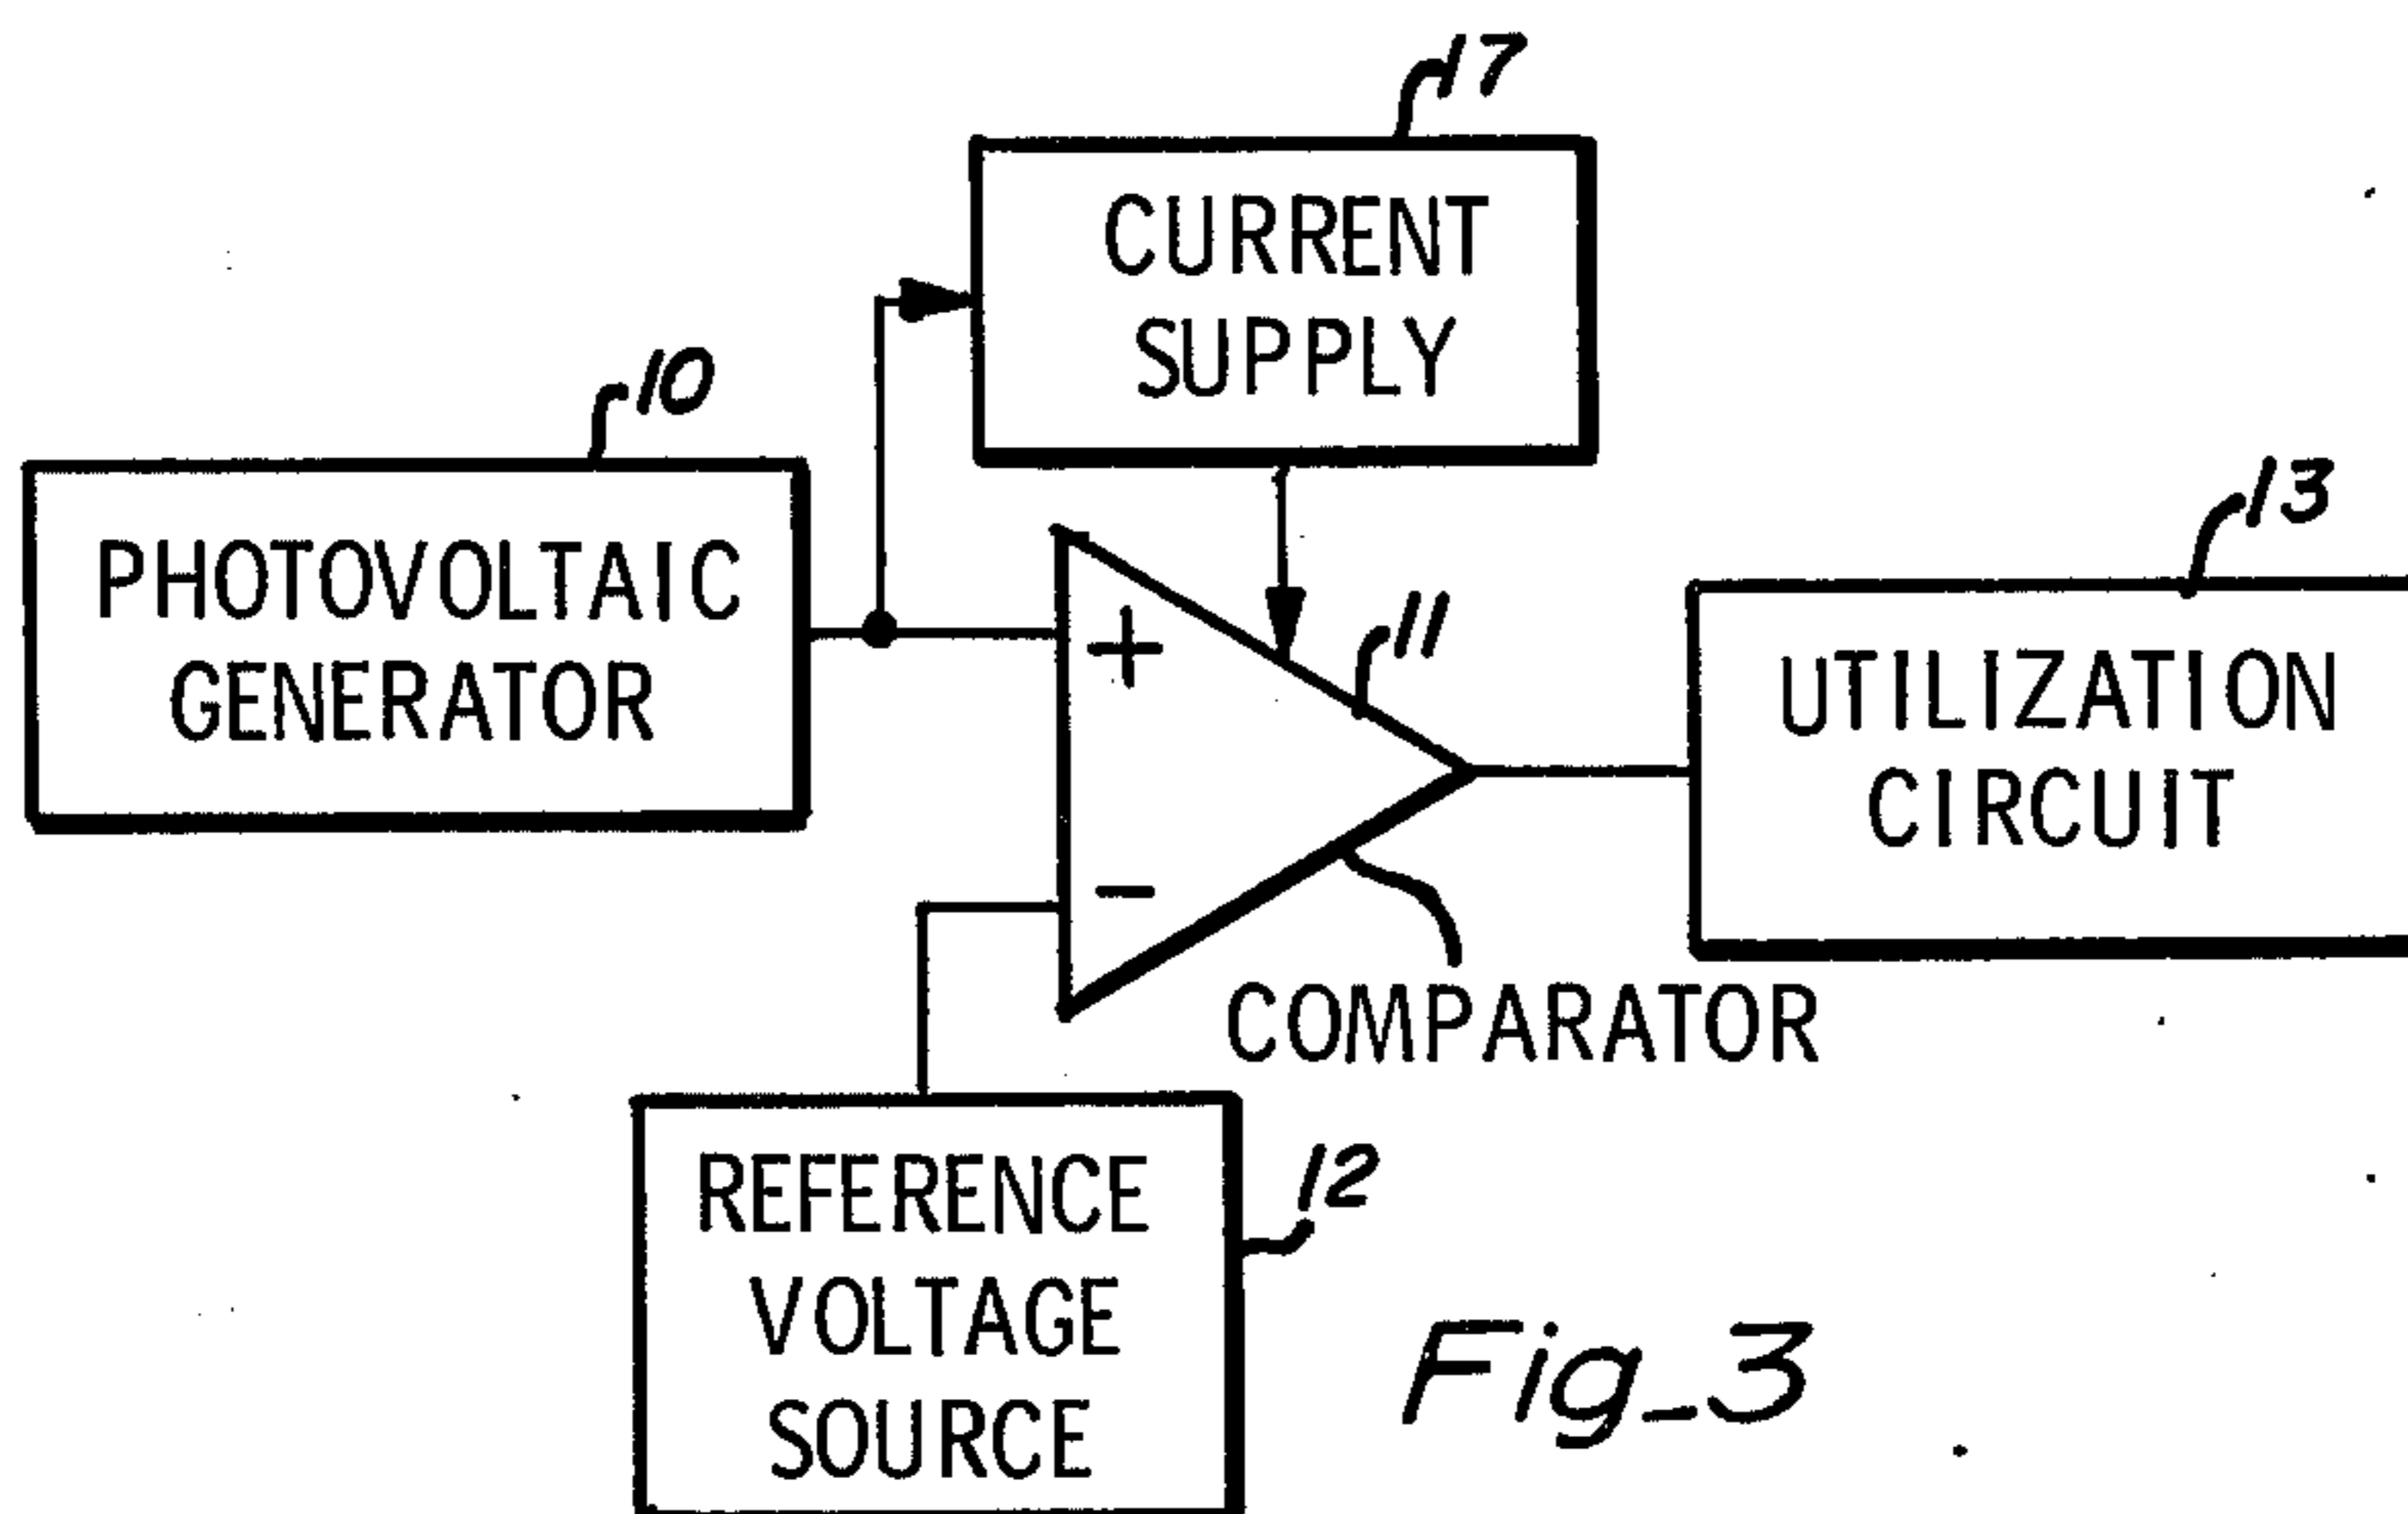 17
CURRENT
SUPPLY
10
PHOTOVOLTAIC
GENERATOR
+
11
13
UTILIZATION
CIRCUIT
-
COMPARATOR
REFERENCE
VOLTAGE
SOURCE
12
Fig_3